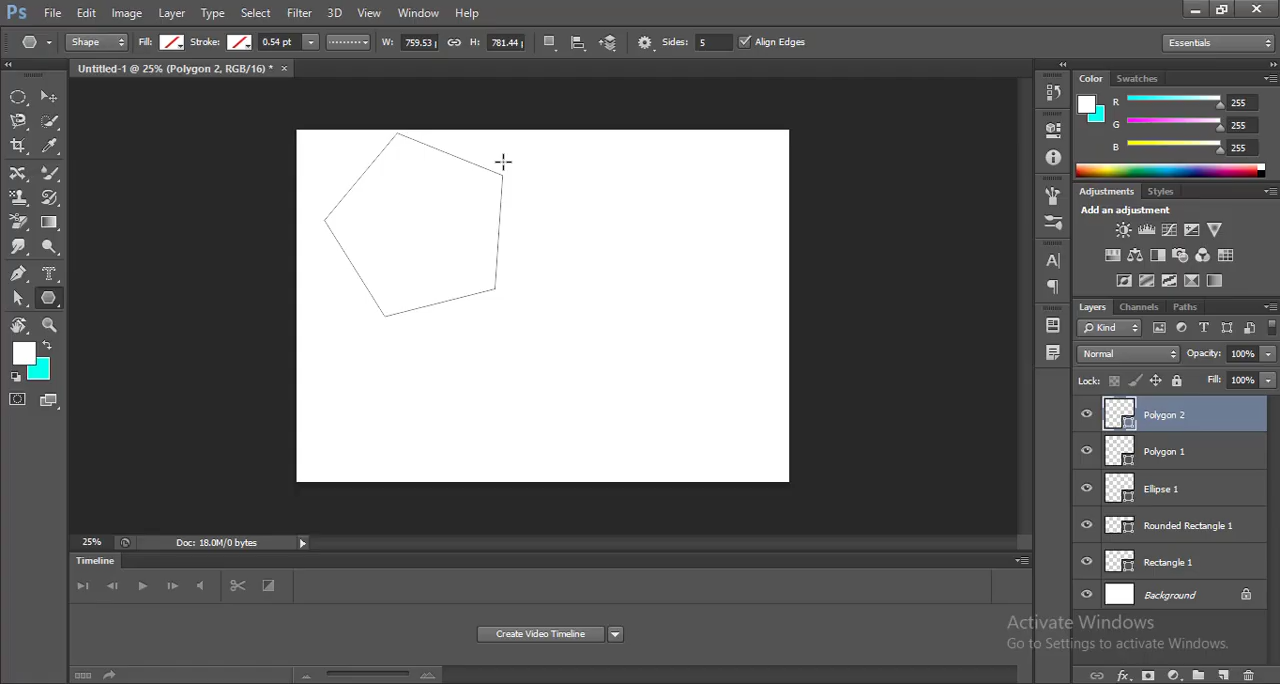 Ps File Edit Image Layer Type Select Filter 3D View Window Help
Shape Fill: Stroke: 0.54 pt W: 759.53 H: 781.44 Sides: 5 Align Edges Essentials
Untitled-1 @ 25% (Polygon 2, RGB/16) * ×
Color Swatches
R 255
G 255
B 255
Adjustments Styles
Add an adjustment
Layers Channels Paths
Kind
Normal Opacity: 100%
Lock: Fill: 100%
Polygon 2
Polygon 1
Ellipse 1
Rounded Rectangle 1
Rectangle 1
Background
25% Doc: 18.0M/0 bytes
Timeline
Create Video Timeline
Activate Windows
Go to Settings to activate Windows.